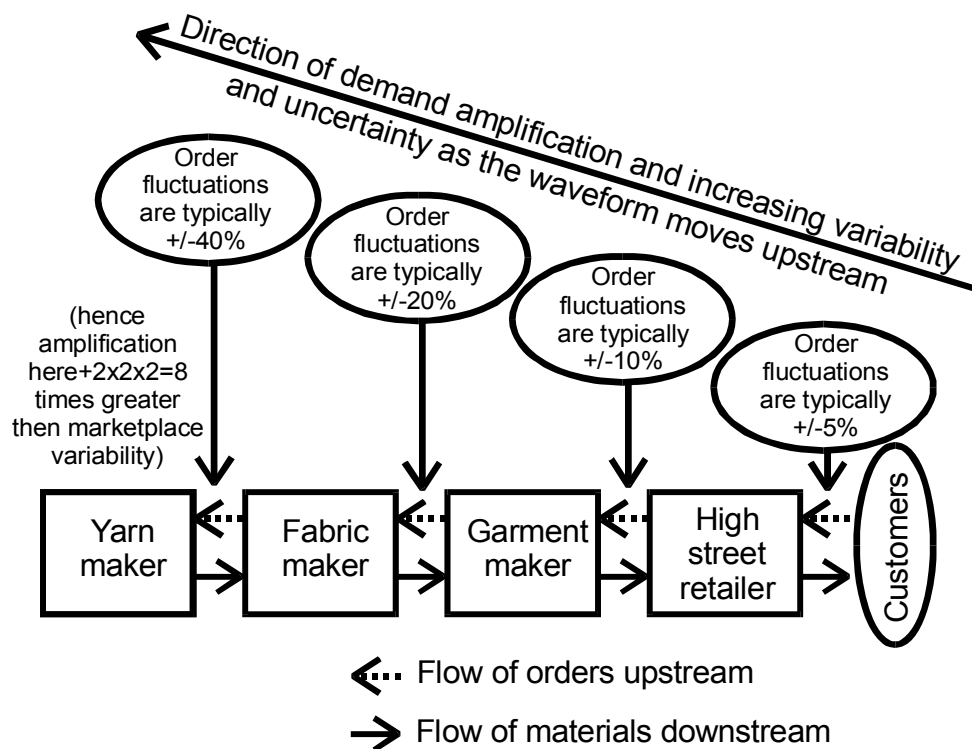 Direction of demand amplification and increasing variability
and uncertainty as the waveform moves upstream
Order
fluctuations
are typically
+/-40%
Order
fluctuations
are typically
+/-20%
Order
fluctuations
are typically
+/-10%
Order
fluctuations
are typically
+/-5%
(hence
amplification
here+2x2x2=8
times greater
then marketplace
variability)
Yarn
maker
Fabric
maker
Garment
maker
High
street
retailer
Customers
Flow of orders upstream
Flow of materials downstream